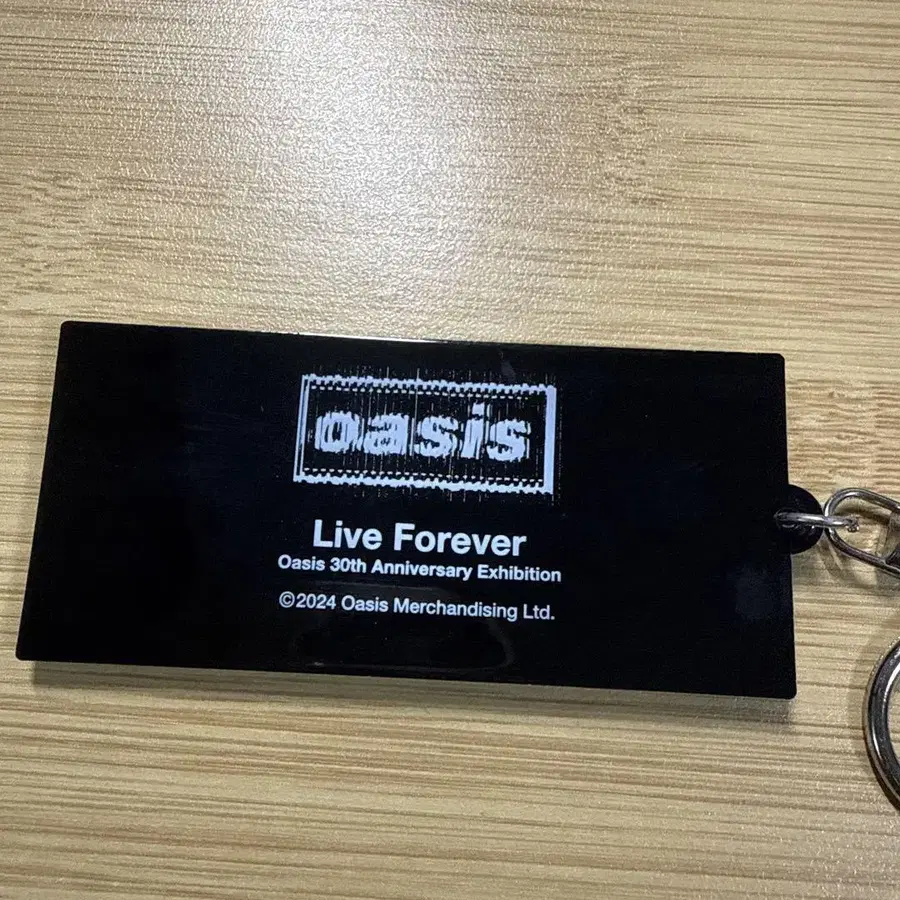 oasis
Live Forever
Oasis 30th Anniversary Exhibition
©2024 Oasis Merchandising Ltd.